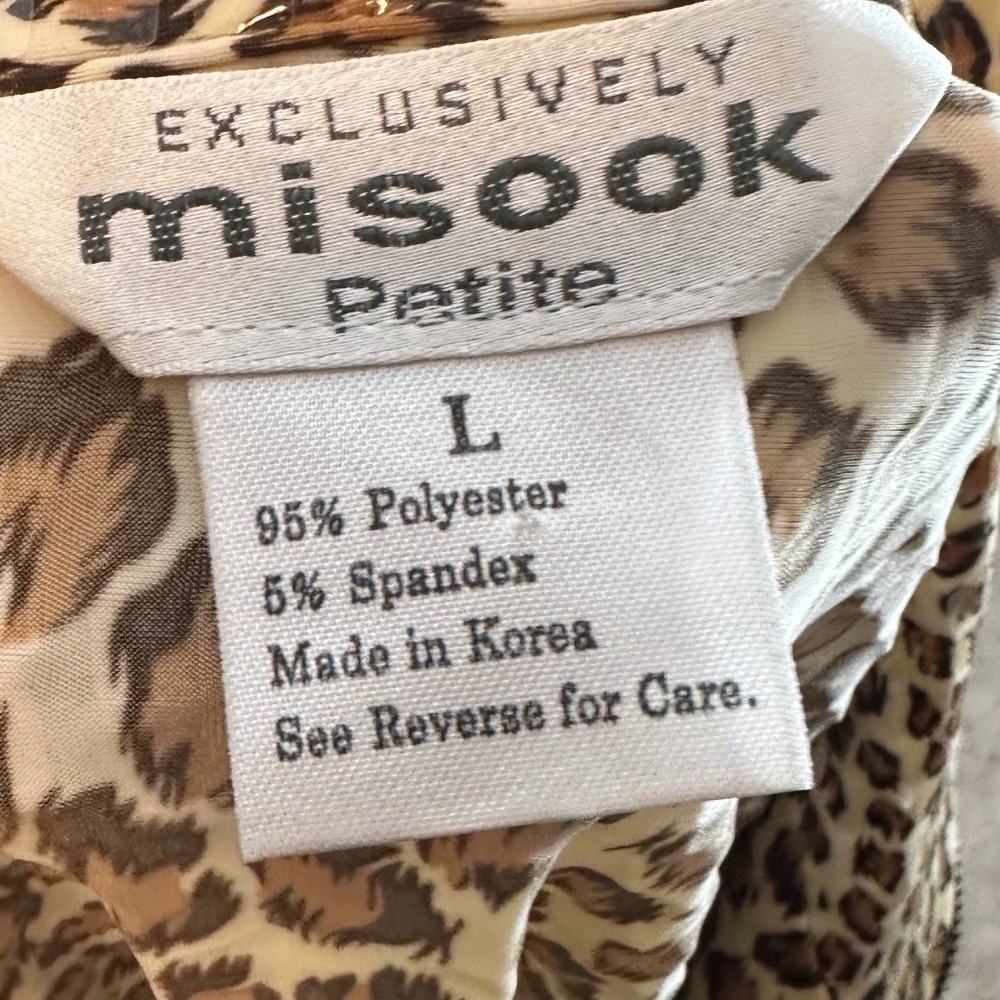 EXCLUSIVELY
misook
Petite
L
95% Polyester
5% Spandex
Made in Korea
See Reverse for Care.